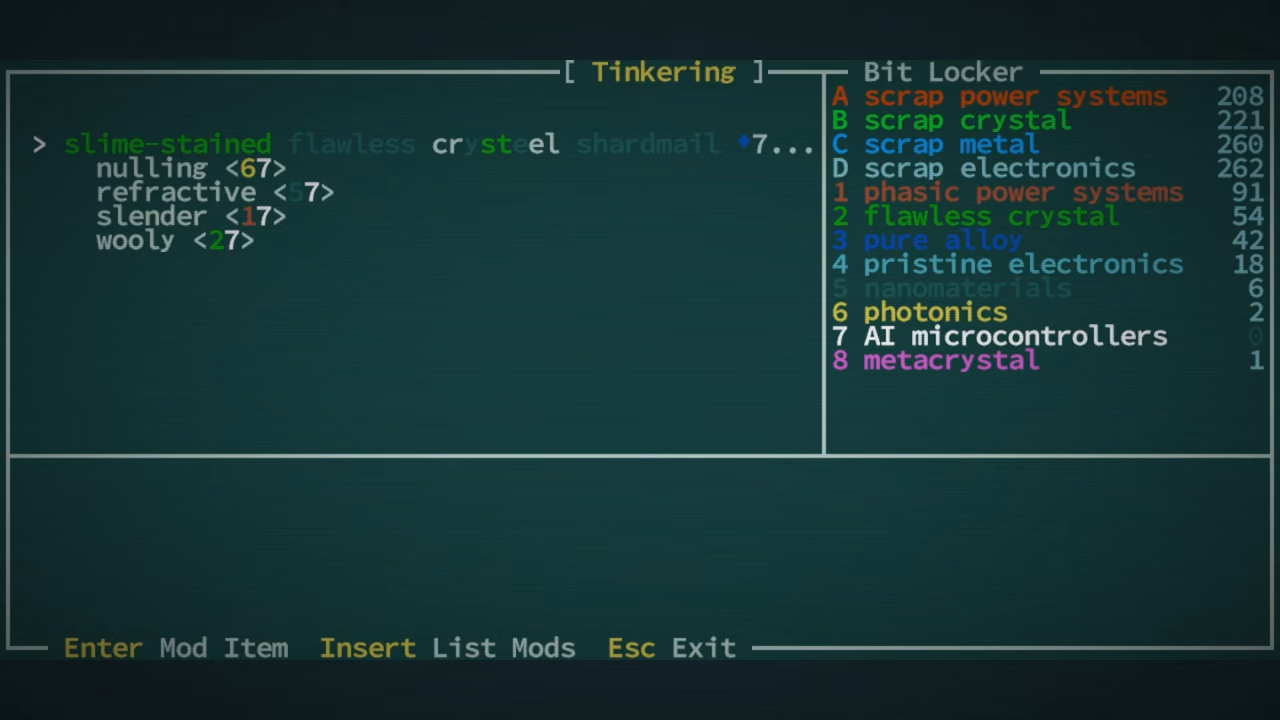 [ Tinkering ]
> slime-stained flawless crysteel shardmail ♦7...
nulling <67>
refractive <57>
slender <17>
wooly <27>
Bit Locker
A scrap power systems 208
B scrap crystal 221
C scrap metal 260
D scrap electronics 262
1 phasic power systems 91
2 flawless crystal 54
3 pure alloy 42
4 pristine electronics 18
5 nanomaterials 6
6 photonics 2
7 AI microcontrollers 0
8 metacrystal 1
Enter Mod Item Insert List Mods Esc Exit